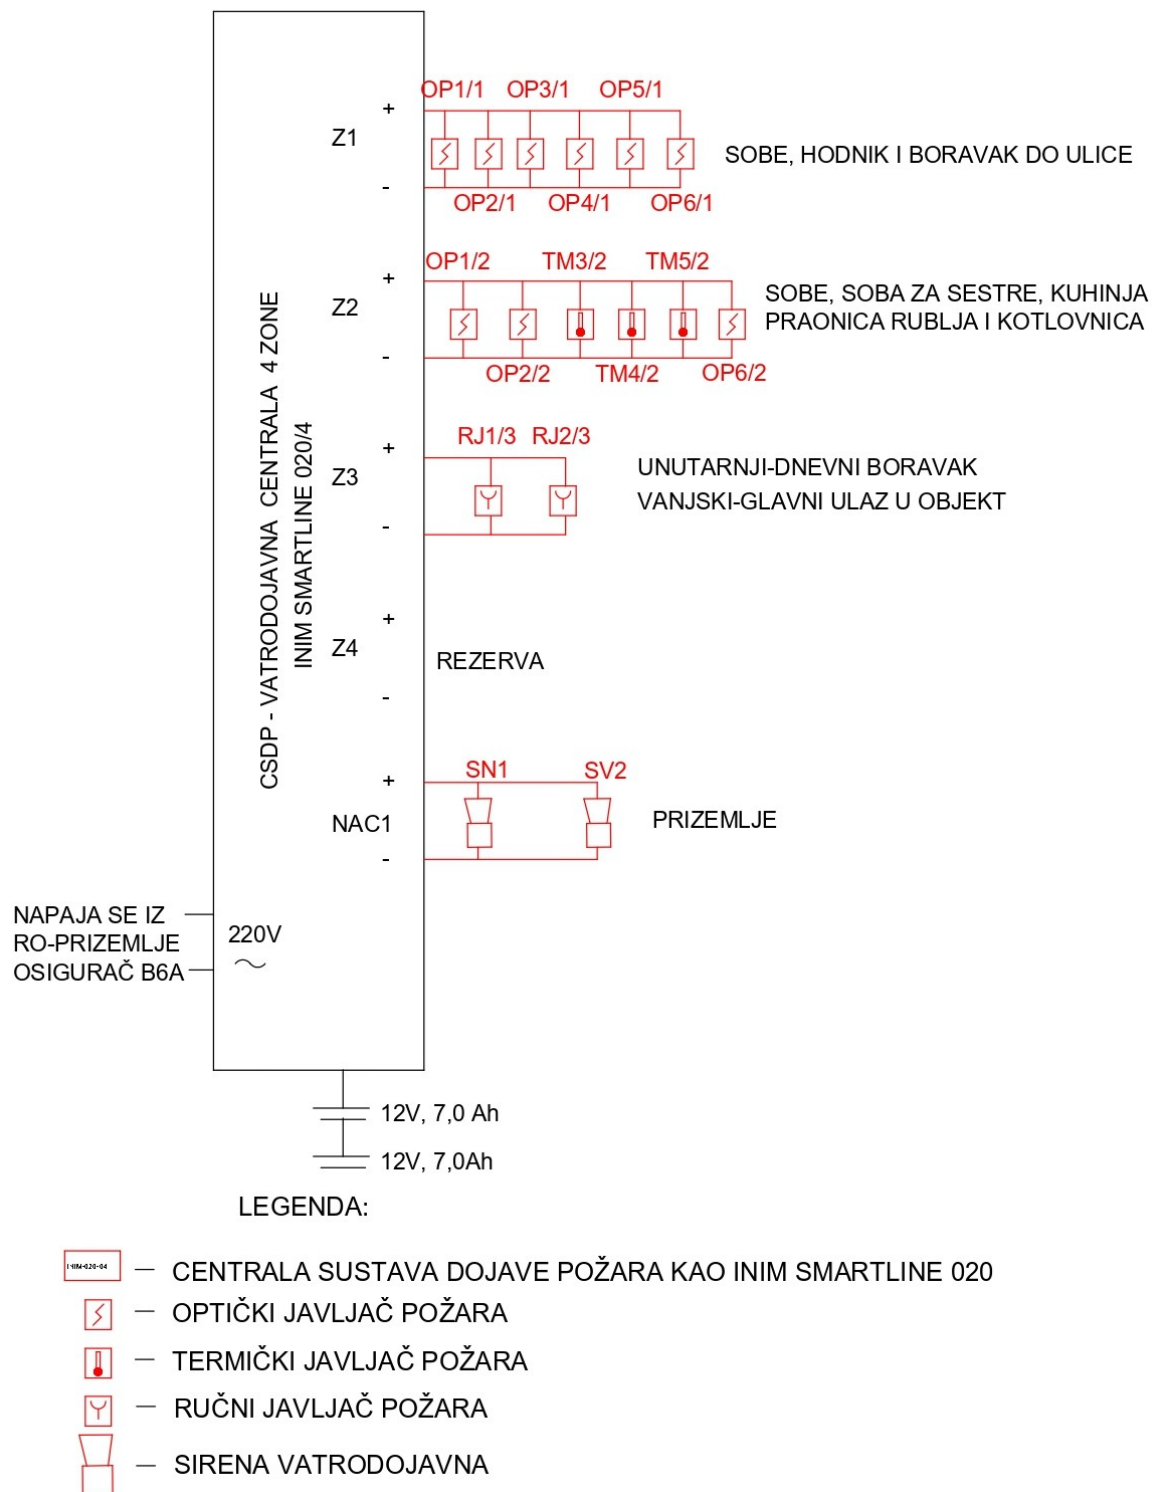 OP1/1 OP3/1 OP5/1
+
Z1
SOBE, HODNIK I BORAVAK DO ULICE
-
OP2/1 OP4/1 OP6/1
OP1/2 TM3/2 TM5/2
+
Z2
SOBE, SOBA ZA SESTRE, KUHINJA
PRAONICA RUBLJA I KOTLOVNICA
-
OP2/2 TM4/2 OP6/2
CSDP - VATRODOJAVNA CENTRALA 4 ZONE
INIM SMARTLINE 020/4
RJ1/3 RJ2/3
+
Z3
UNUTARNJI-DNEVNI BORAVAK
VANJSKI-GLAVNI ULAZ U OBJEKT
-
+
Z4
REZERVA
-
SN1 SV2
+
NAC1
PRIZEMLJE
-
NAPAJA SE IZ
RO-PRIZEMLJE
OSIGURAČ B6A
220V
12V, 7,0 Ah
12V, 7,0Ah
LEGENDA:
— CENTRALA SUSTAVA DOJAVE POŽARA KAO INIM SMARTLINE 020
— OPTIČKI JAVLJAČ POŽARA
— TERMIČKI JAVLJAČ POŽARA
— RUČNI JAVLJAČ POŽARA
— SIRENA VATRODOJAVNA